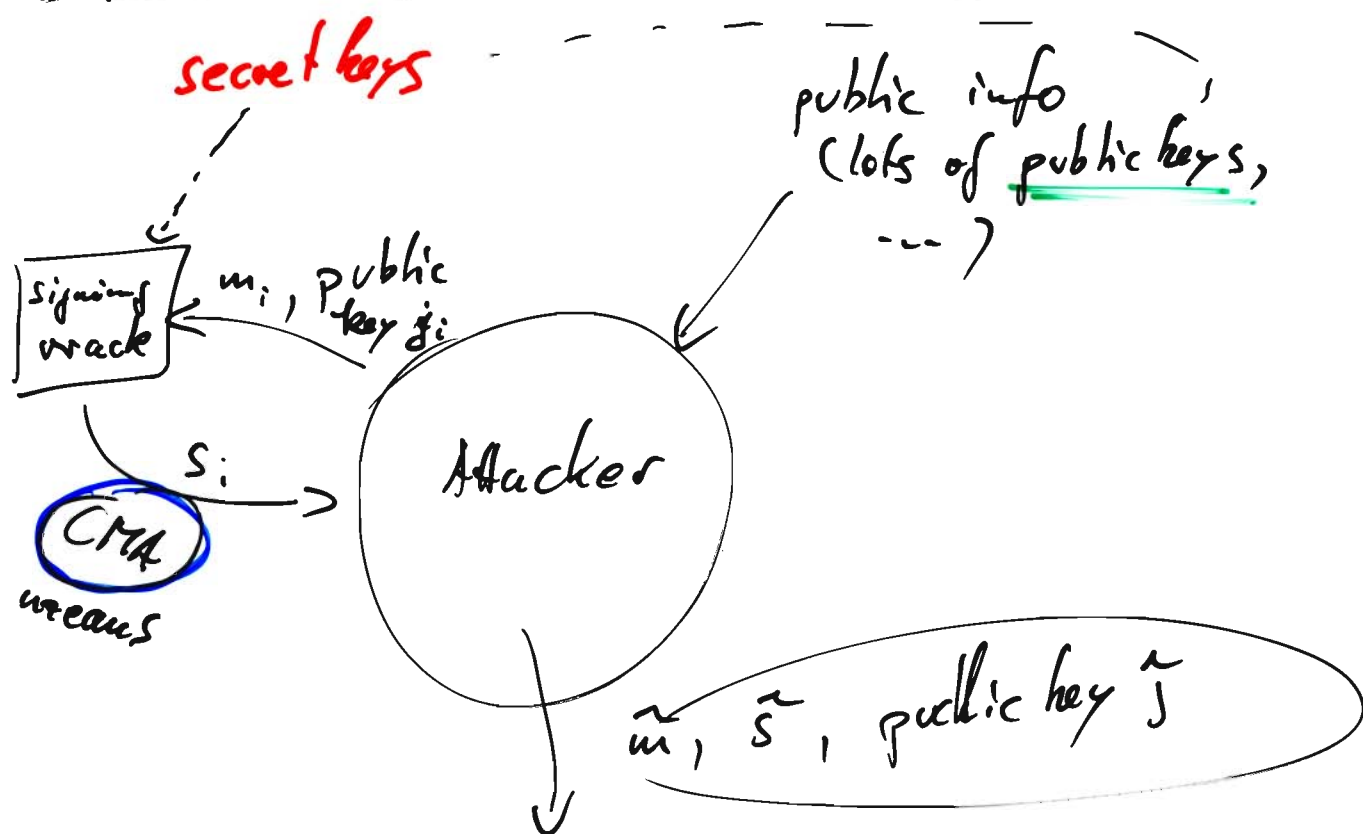 secret keys
public info
(lots of public keys,
---)
signing
oracle
m_i, public
key j_i
s_i
CMA
means
Attacker
m̃, s̃, public key j̃